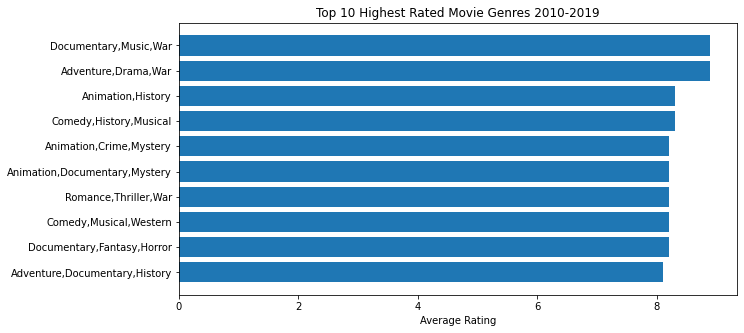 Top 10 Highest Rated Movie Genres 2010-2019
Documentary,Music,War
Adventure,Drama,War
Animation,History
Comedy,History,Musical
Animation,Crime,Mystery
Animation,Documentary,Mystery
Romance,Thriller,War
Comedy,Musical,Western
Documentary,Fantasy,Horror
Adventure,Documentary,History
0 2 4 6 8
Average Rating